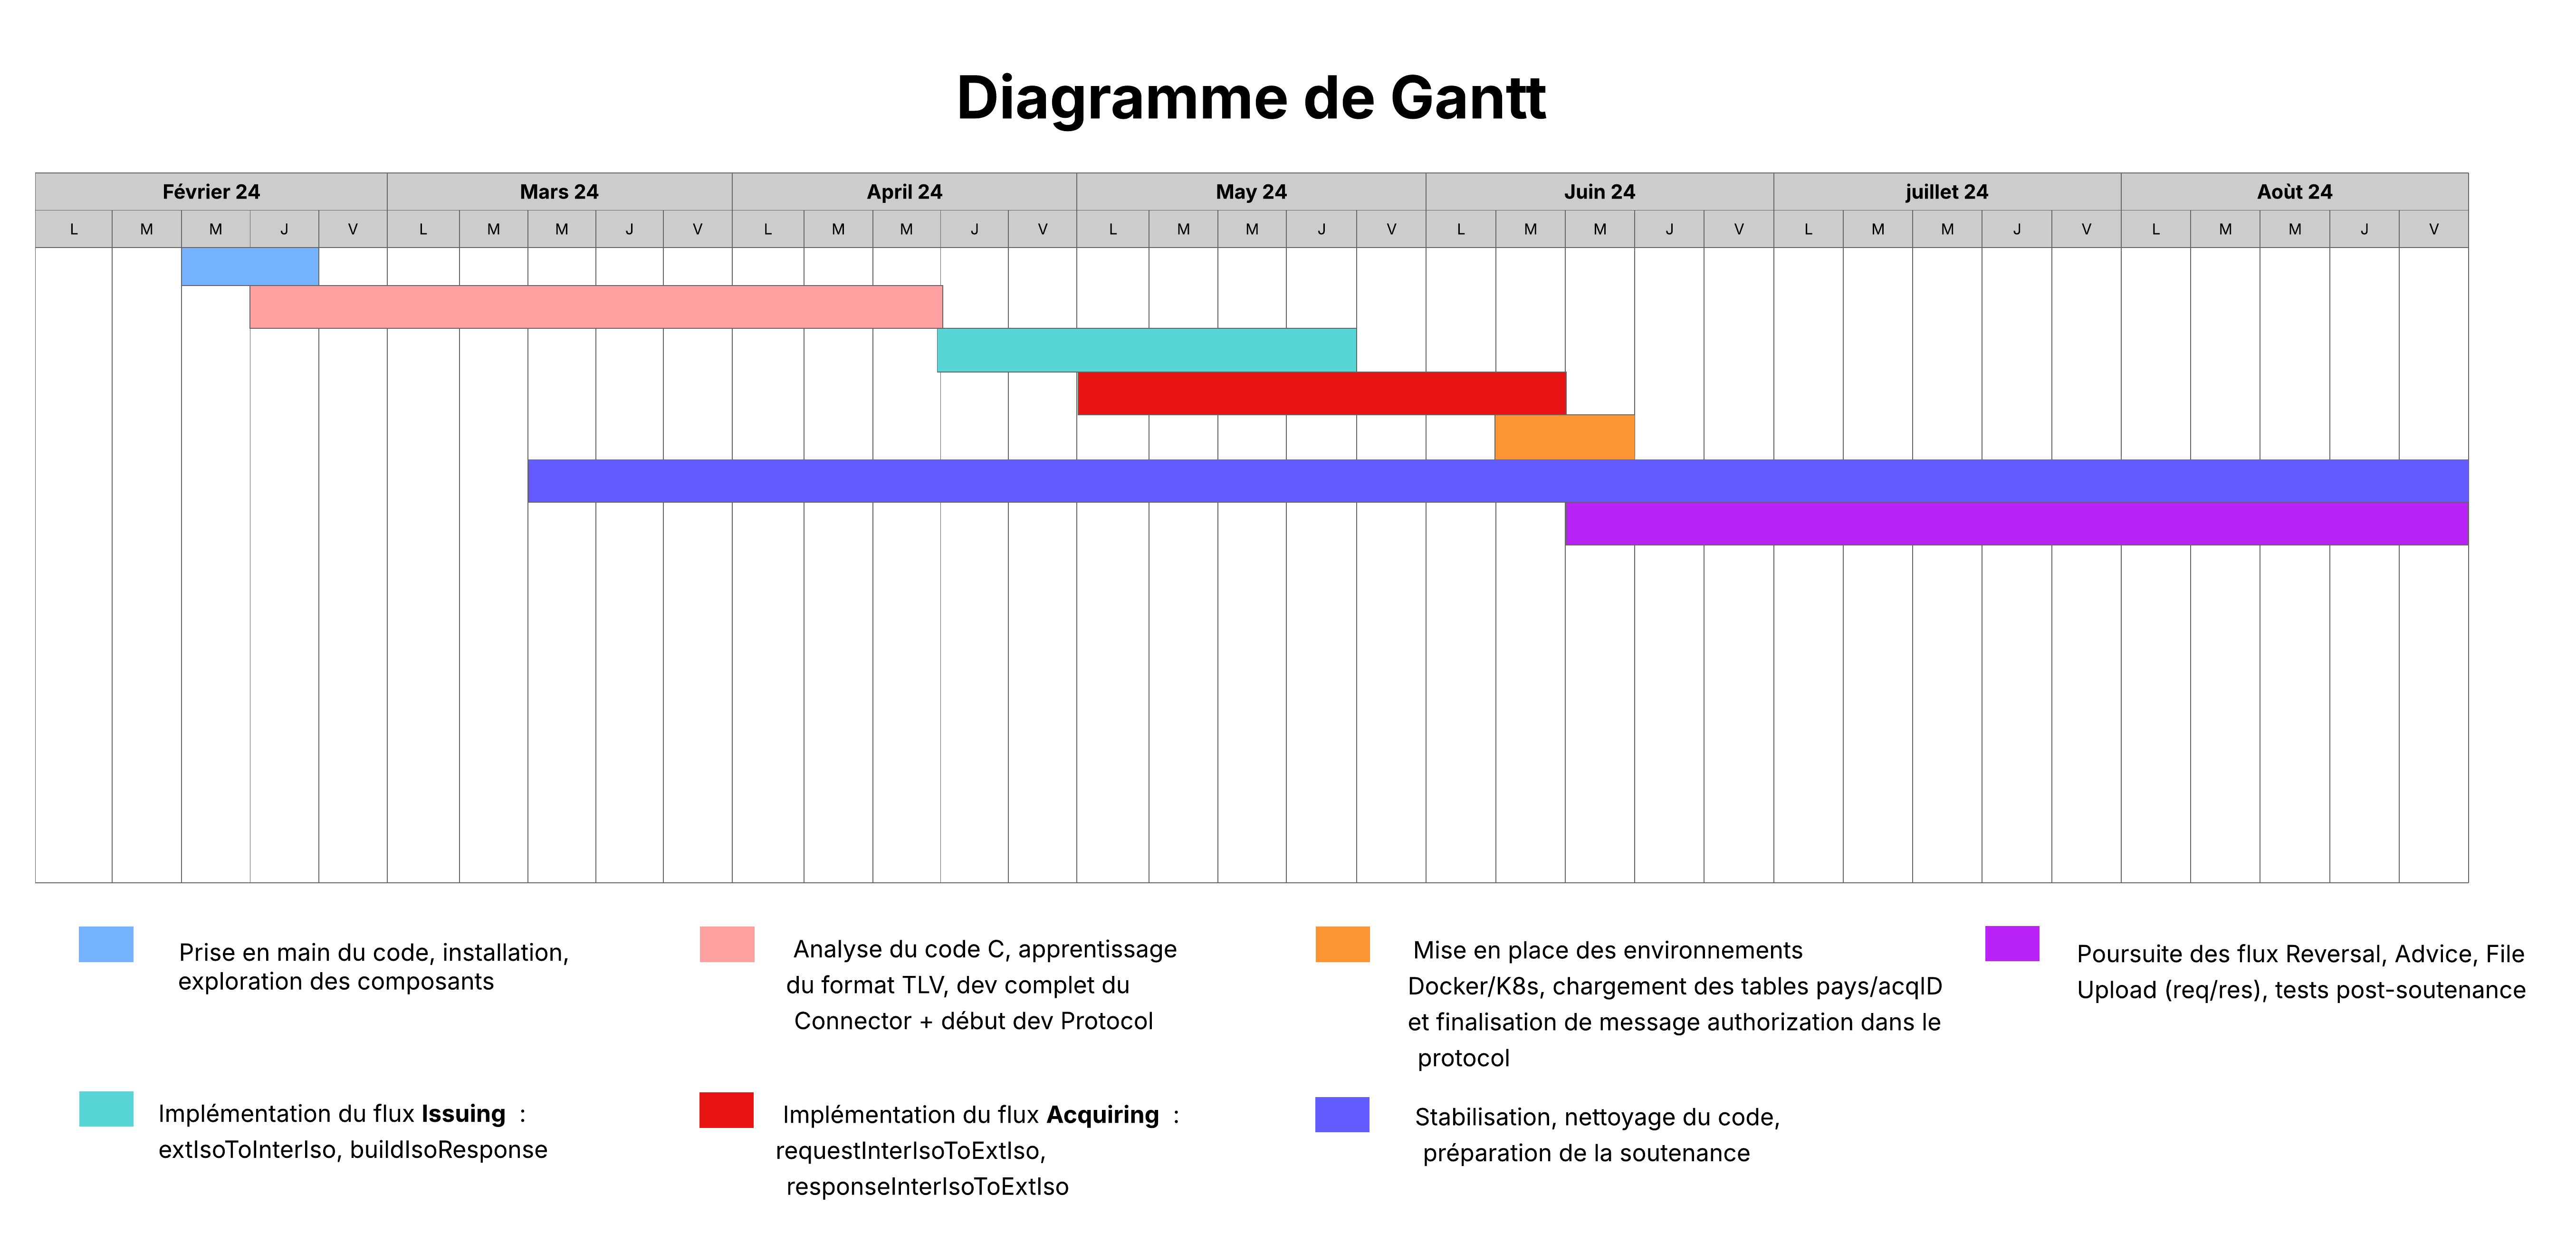 Diagramme de Gantt
Février 24 Mars 24 April 24 May 24 Juin 24 juillet 24 Aoùt 24
L M M J V L M M J V L M M J V L M M J V L M M J V L M M J V L M M J V
Prise en main du code, installation,
exploration des composants
Analyse du code C, apprentissage
du format TLV, dev complet du
Connector + début dev Protocol
Mise en place des environnements
Docker/K8s, chargement des tables pays/acqID
et finalisation de message authorization dans le
protocol
Poursuite des flux Reversal, Advice, File
Upload (req/res), tests post-soutenance
Implémentation du flux Issuing :
extIsoToInterIso, buildIsoResponse
Implémentation du flux Acquiring :
requestInterIsoToExtIso,
responseInterIsoToExtIso
Stabilisation, nettoyage du code,
préparation de la soutenance